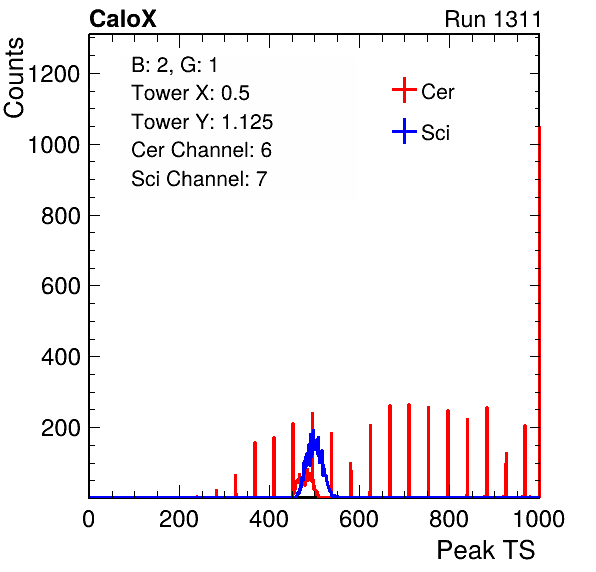 CaloX
Run 1311
Counts
B: 2, G: 1
Tower X: 0.5
Tower Y: 1.125
Cer Channel: 6
Sci Channel: 7
Cer
Sci
1200
1000
800
600
400
200
0 200 400 600 800 1000
Peak TS